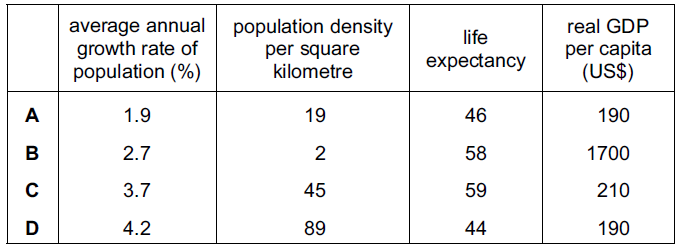 average annual growth rate of population (%) population density per square kilometre life expectancy real GDP per capita (US$)
A 1.9 19 46 190
B 2.7 2 58 1700
C 3.7 45 59 210
D 4.2 89 44 190